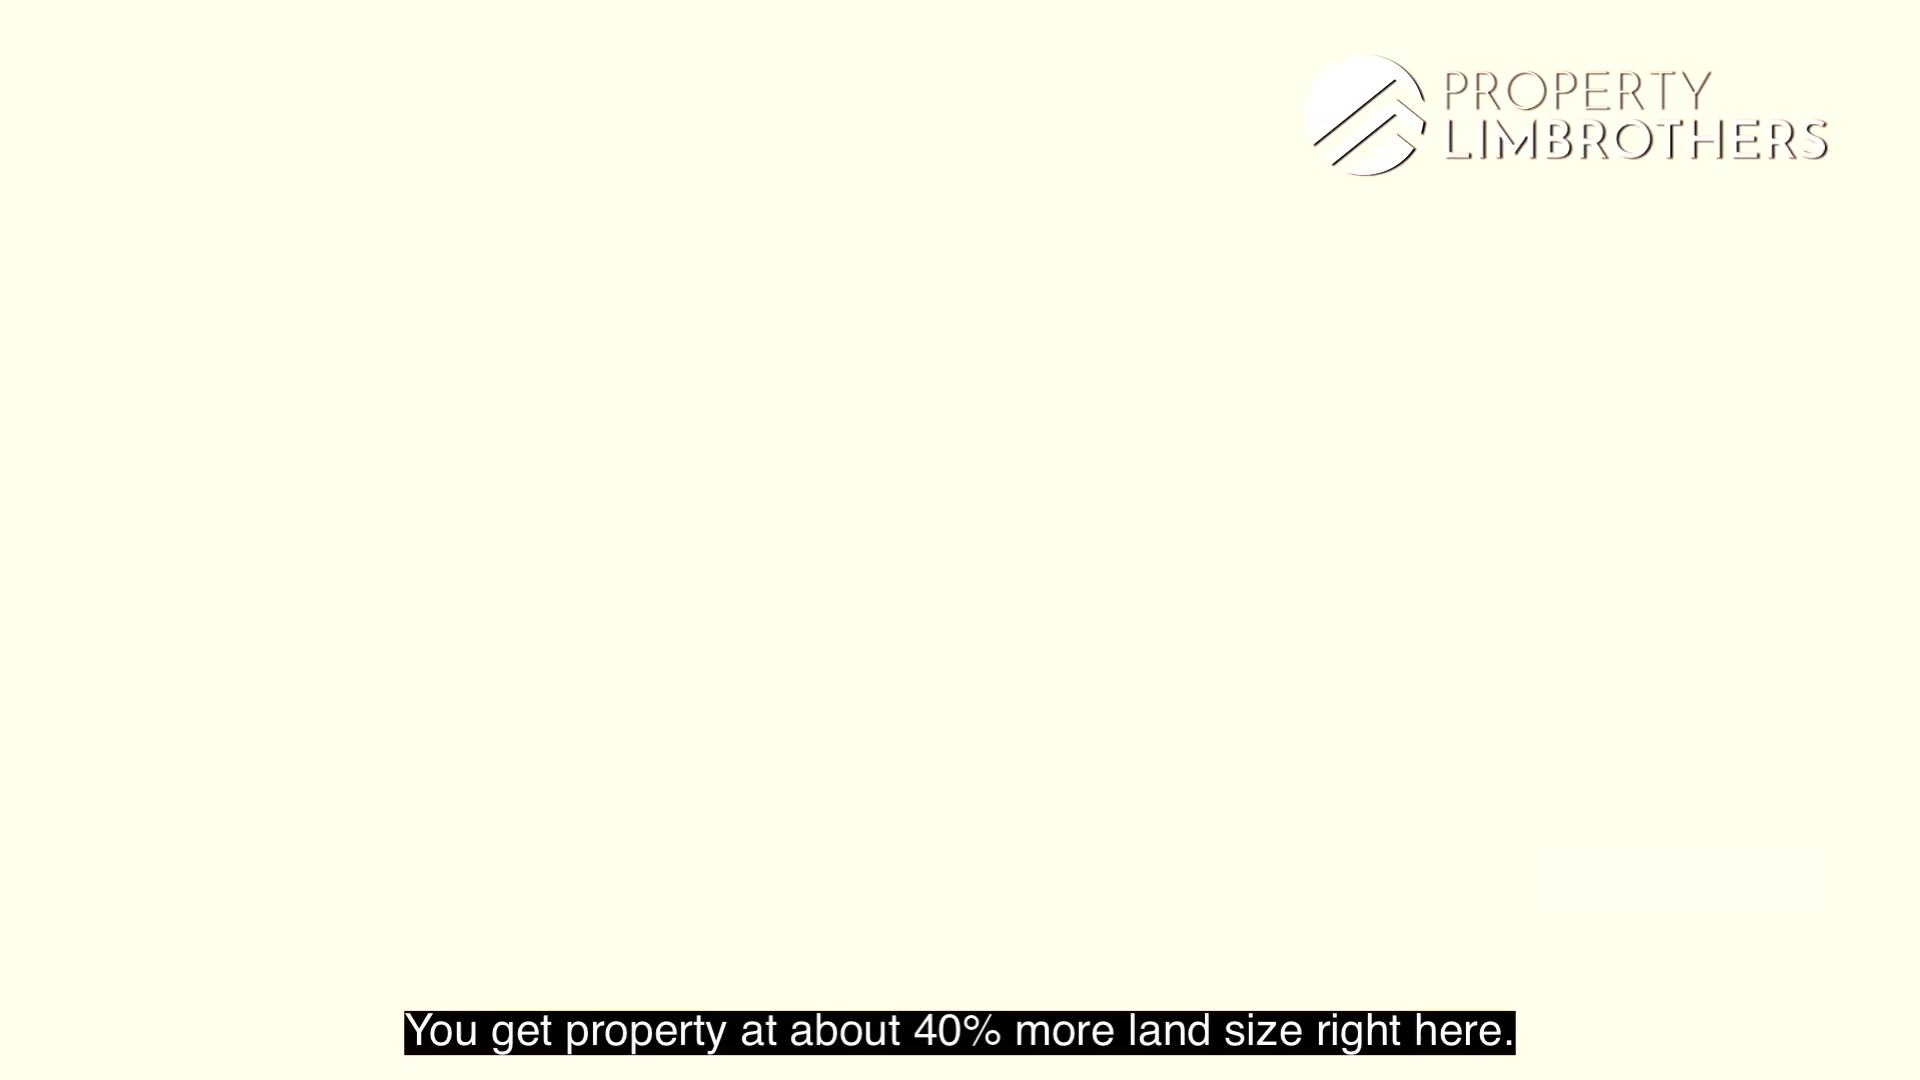 PROPERTY
LIMBROTHERS
You get property at about 40% more land size right here.